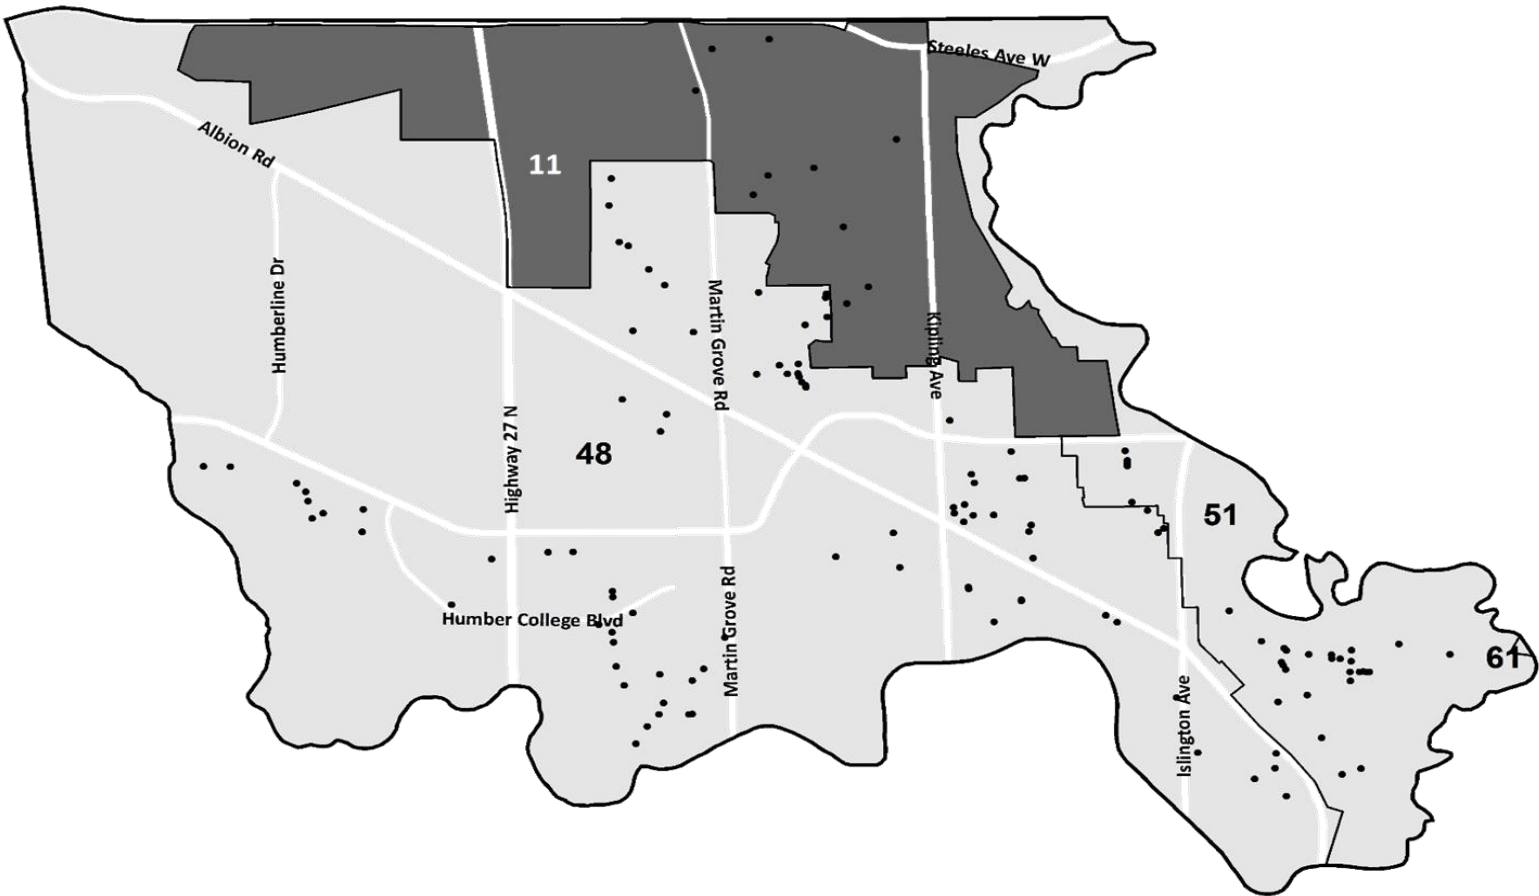 Steeles Ave W
Albion Rd
11
Humberline Dr
Martin Grove Rd
Kipling Ave
Highway 27 N
48
51
Humber College Blvd
Martin Grove Rd
61
Islington Ave